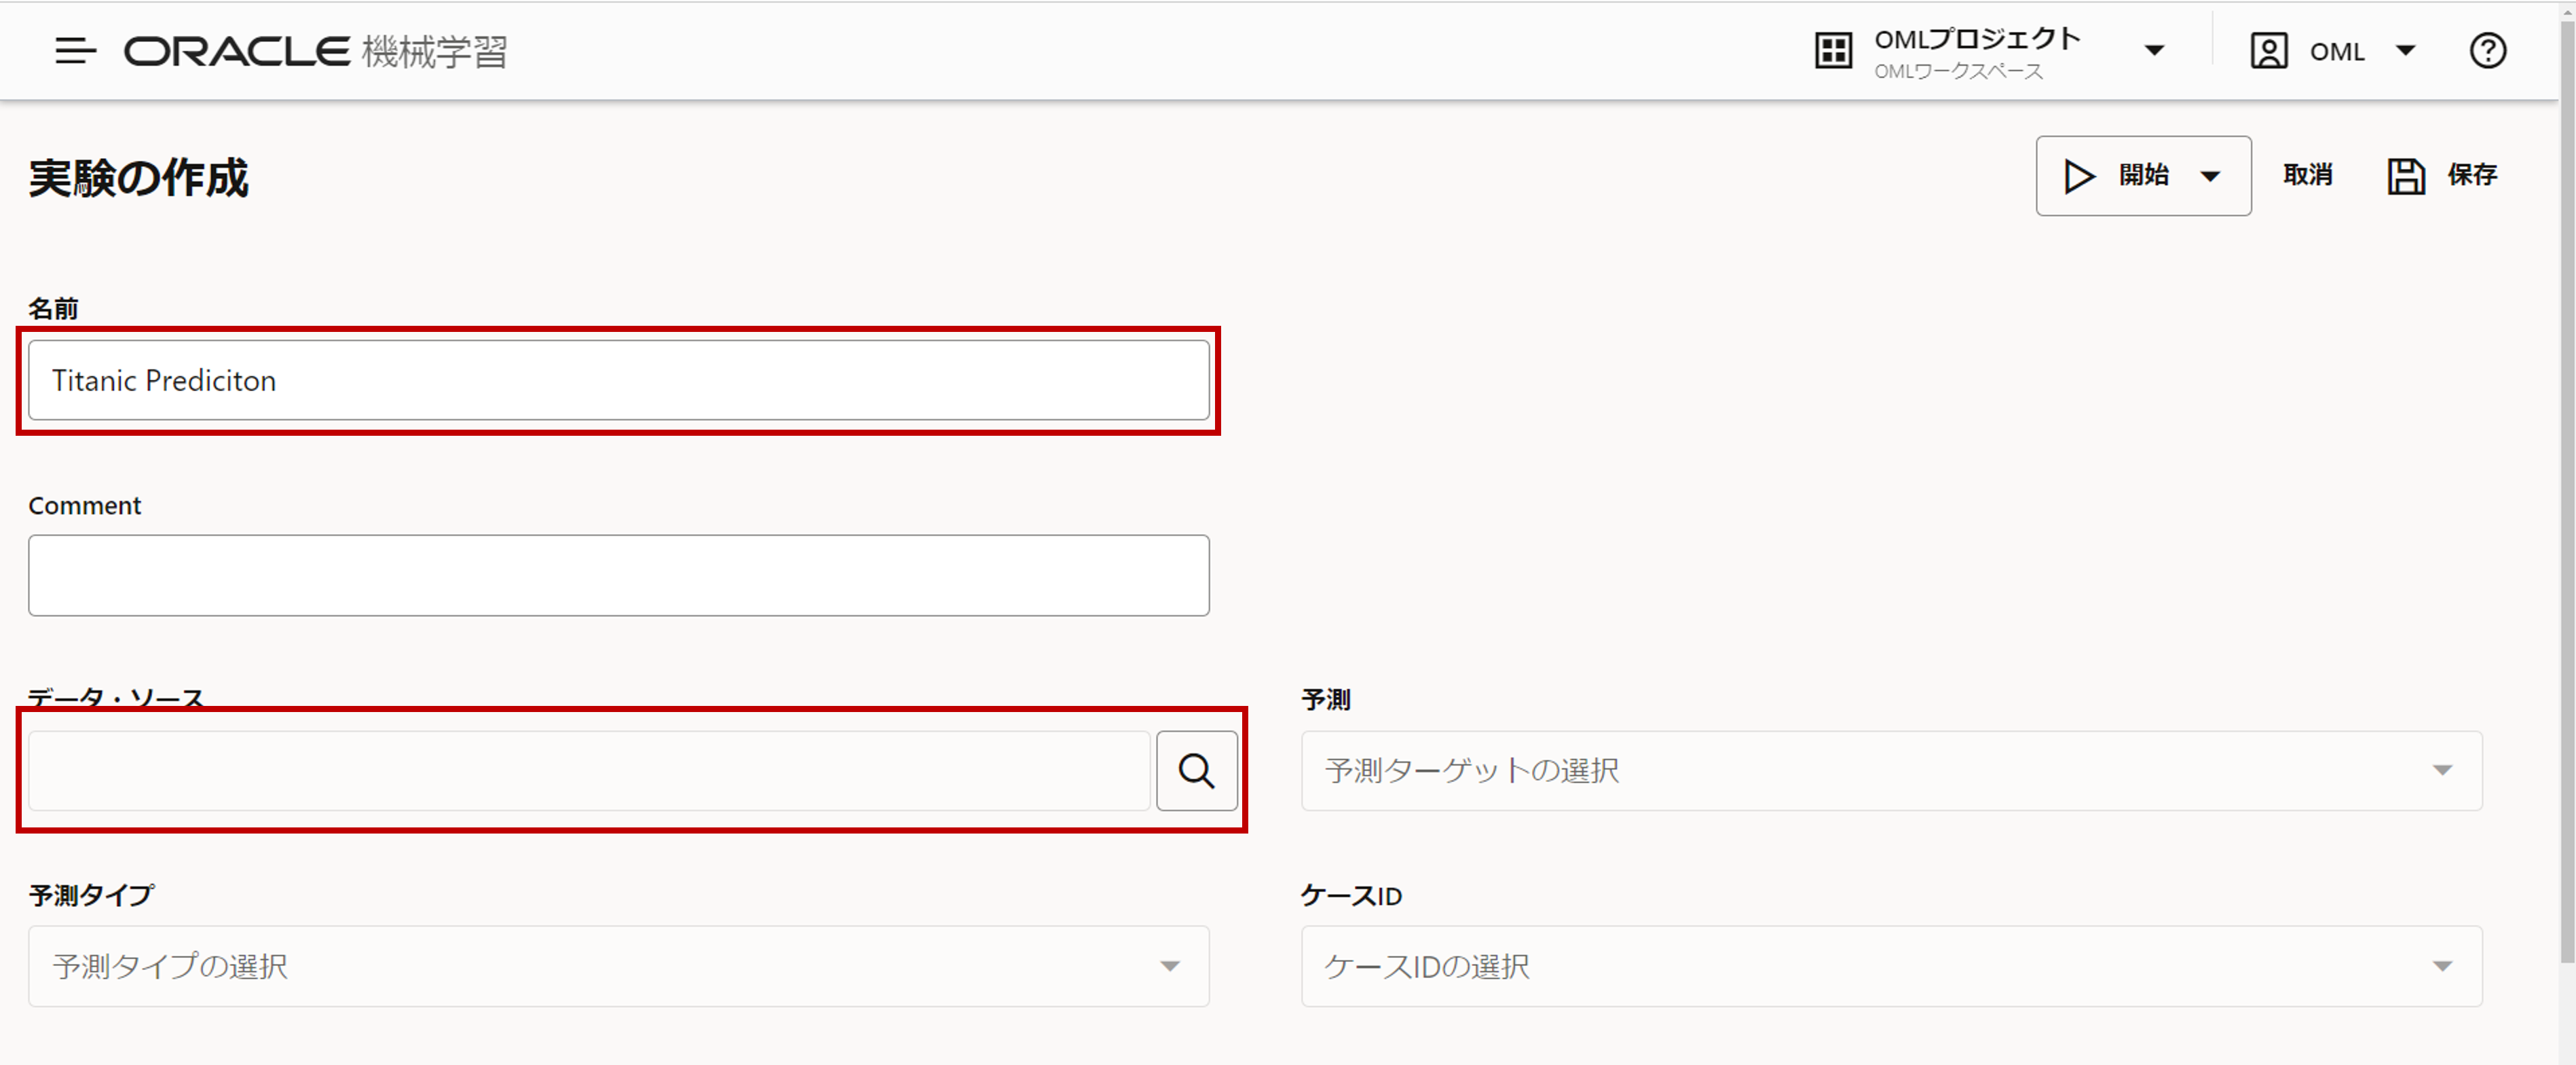 ORACLE 機械学習
OMLプロジェクト
OMLワークスペース
OML
実験の作成
開始
取消
保存
名前
Titanic Prediciton
Comment
データ・ソース
予測
予測ターゲットの選択
予測タイプ
ケースID
予測タイプの選択
ケースIDの選択